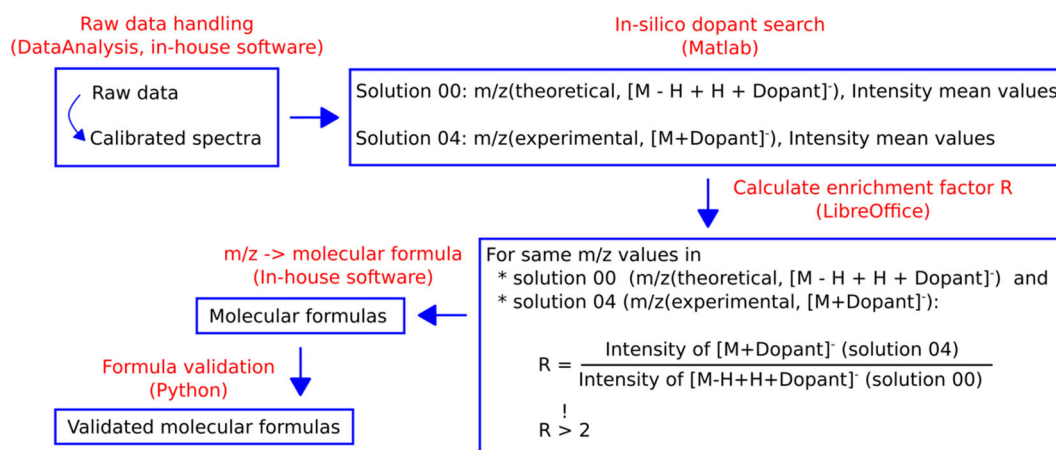 Raw data handling
(DataAnalysis, in-house software)
Raw data
Calibrated spectra
In-silico dopant search
(Matlab)
Solution 00: m/z(theoretical, [M - H + H + Dopant]⁻), Intensity mean values
Solution 04: m/z(experimental, [M+Dopant]⁻), Intensity mean values
Calculate enrichment factor R
(LibreOffice)
For same m/z values in
* solution 00 (m/z(theoretical, [M - H + H + Dopant]⁻) and
* solution 04 (m/z(experimental, [M+Dopant]⁻):
R = Intensity of [M+Dopant]⁻ (solution 04)
Intensity of [M-H+H+Dopant]⁻ (solution 00)
!
R > 2
m/z -> molecular formula
(In-house software)
Molecular formulas
Formula validation
(Python)
Validated molecular formulas